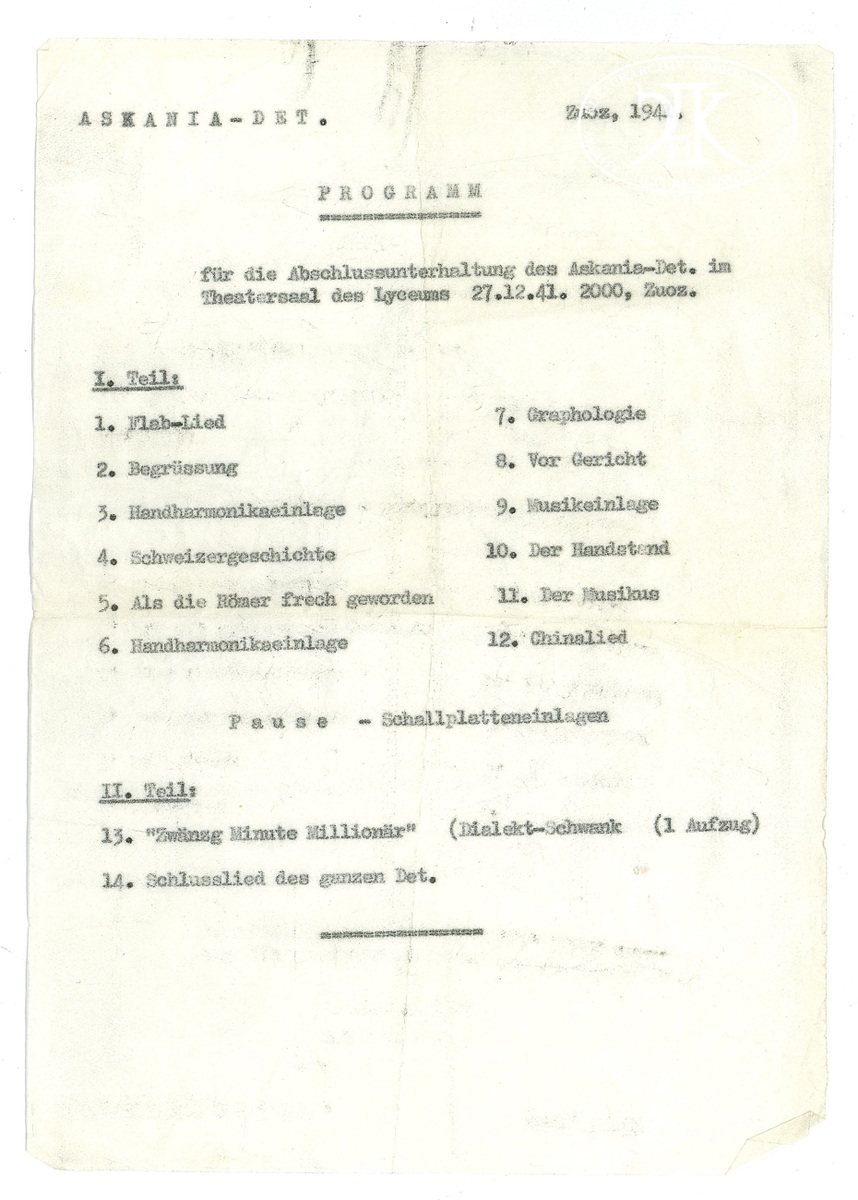 ASKANIA-DET.
Zuoz, 194 .
PROGRAMM
für die Abschlussunterhaltung des Askania-Det. im
Theatersaal des Lyceums 27.12.41. 2000, Zuoz.
I. Teil:
1. Flab-Lied
2. Begrüssung
3. Handharmonikaeinlage
4. Schweizergeschichte
5. Als die Römer frech geworden
6. Handharmonikaeinlage
7. Graphologie
8. Vor Gericht
9. Musikeinlage
10. Der Handstand
11. Der Musikus
12. Chinalied
Pause - Schallplatteneinlagen
II. Teil:
13. "Zwänzg Minute Millionär" (Dialekt-Schwank (1 Aufzug)
14. Schlusslied des ganzen Det.